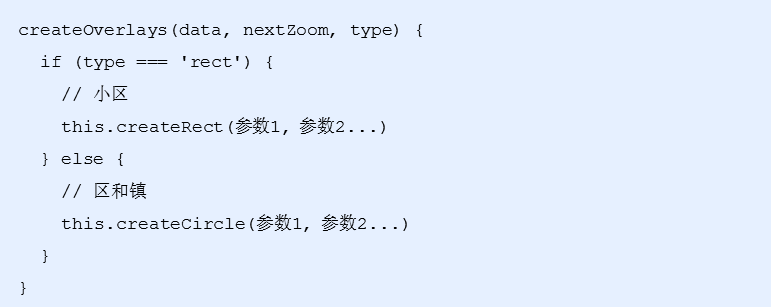 createOverlays(data, nextZoom, type) {
  if (type === 'rect') {
    // 小区
    this.createRect(参数1, 参数2...)
  } else {
    // 区和镇
    this.createCircle(参数1, 参数2...)
  }
}